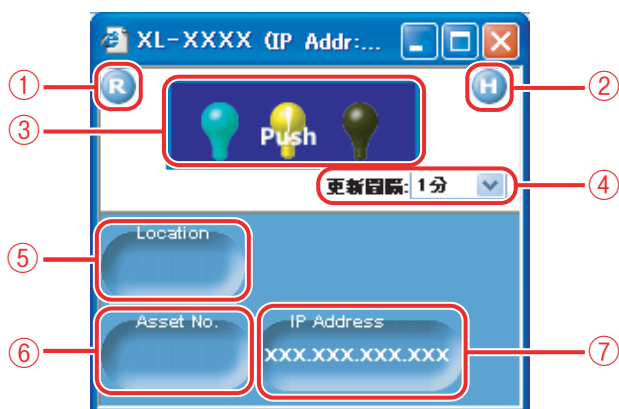 XL-XXXX (IP Addr:...
① R H ②
③ Push
更新間隔: 1分 ④
⑤ Location
⑥ Asset No. IP Address
XXX.XXX.XXX.XXX ⑦